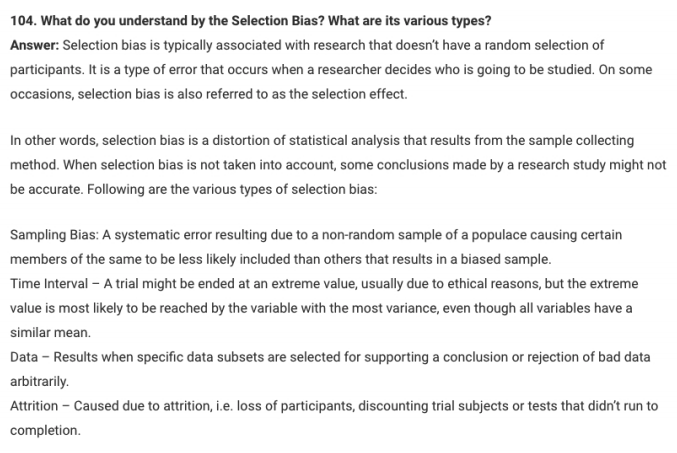 104. What do you understand by the Selection Bias? What are its various types?
Answer: Selection bias is typically associated with research that doesn't have a random selection of
participants. It is a type of error that occurs when a researcher decides who is going to be studied. On some
occasions, selection bias is also referred to as the selection effect.
In other words, selection bias is a distortion of statistical analysis that results from the sample collecting
method. When selection bias is not taken into account, some conclusions made by a research study might not
be accurate. Following are the various types of selection bias:
Sampling Bias: A systematic error resulting due to a non-random sample of a populace causing certain
members of the same to be less likely included than others that results in a biased sample.
Time Interval – A trial might be ended at an extreme value, usually due to ethical reasons, but the extreme
value is most likely to be reached by the variable with the most variance, even though all variables have a
similar mean.
Data – Results when specific data subsets are selected for supporting a conclusion or rejection of bad data
arbitrarily.
Attrition – Caused due to attrition, i.e. loss of participants, discounting trial subjects or tests that didn't run to
completion.